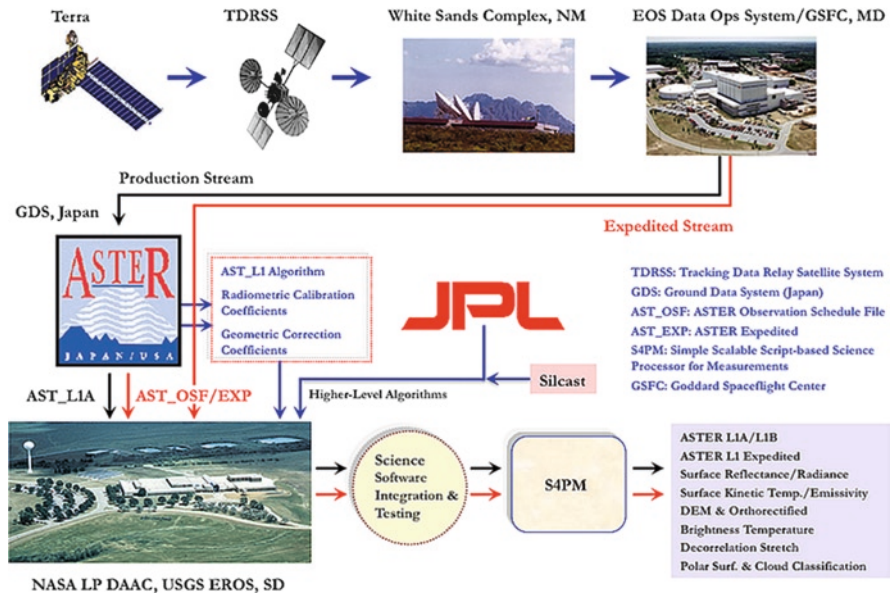 Terra
TDRSS
White Sands Complex, NM
EOS Data Ops System/GSFC, MD
Production Stream
GDS, Japan
Expedited Stream
ASTER
JAPAN/USA
AST_L1 Algorithm
Radiometric Calibration
Coefficients
Geometric Correction
Coefficients
JPL
TDRSS: Tracking Data Relay Satellite System
GDS: Ground Data System (Japan)
AST_OSF: ASTER Observation Schedule File
AST_EXP: ASTER Expedited
S4PM: Simple Scalable Script-based Science
Processor for Measurements
GSFC: Goddard Spaceflight Center
Silcast
AST_L1A
AST_OSF/EXP
Higher-Level Algorithms
Science
Software
Integration &
Testing
S4PM
ASTER L1A/L1B
ASTER L1 Expedited
Surface Reflectance/Radiance
Surface Kinetic Temp./Emissivity
DEM & Orthorectified
Brightness Temperature
Decorrelation Stretch
Polar Surf. & Cloud Classification
NASA LP DAAC, USGS EROS, SD